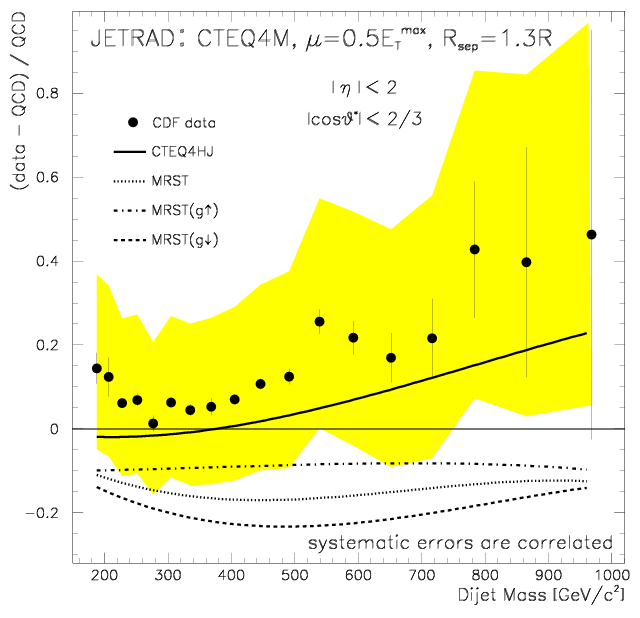 JETRAD: CTEQ4M, μ=0.5E_T^max, R_sep=1.3R
|η|<2
|cosϑ*|<2/3
CDF data
CTEQ4HJ
MRST
MRST(g↑)
MRST(g↓)
(data - QCD) / QCD
0.8
0.6
0.4
0.2
0
-0.2
systematic errors are correlated
200 300 400 500 600 700 800 900 1000
Dijet Mass [GeV/c²]